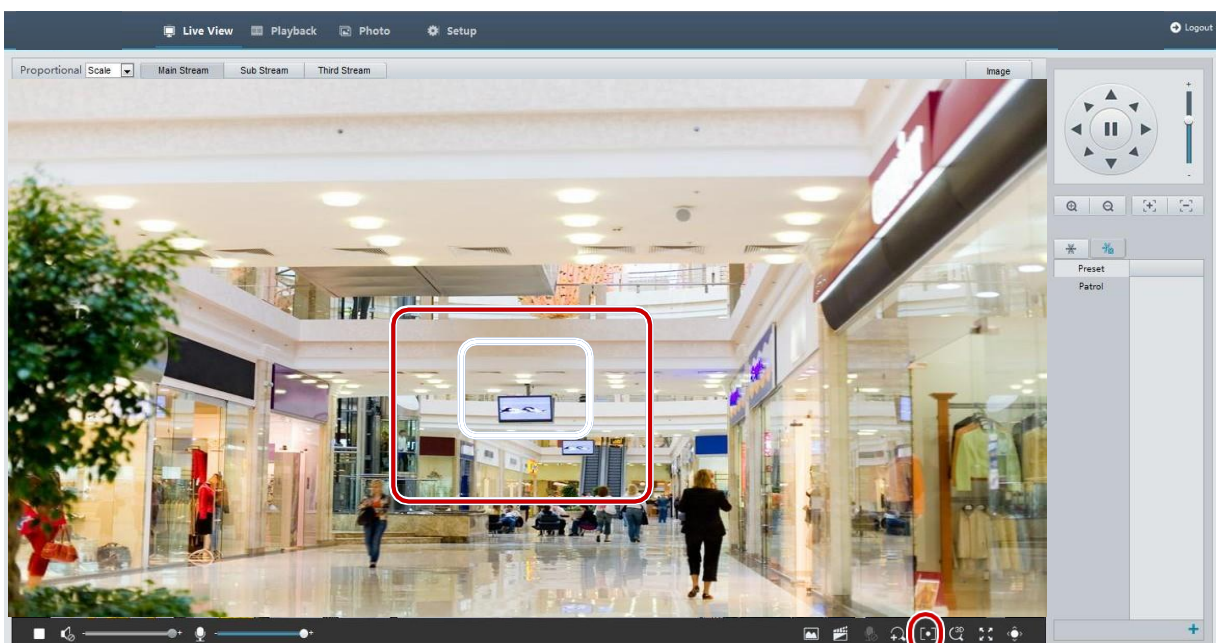 Live View Playback Photo Setup Logout
Proportional Scale Main Stream Sub Stream Third Stream Image
Preset
Patrol